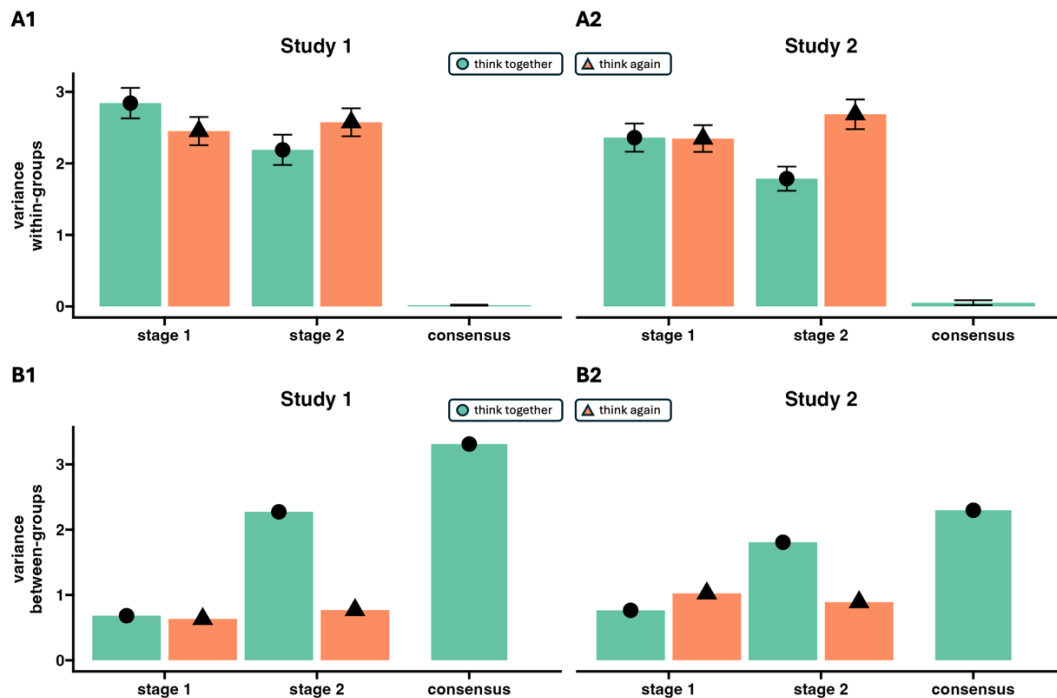 A1
A2
Study 1
Study 2
think together
think again
variance
within-groups
3
2
1
0
stage 1
stage 2
consensus
stage 1
stage 2
consensus
B1
B2
Study 1
Study 2
think together
think again
variance
between-groups
3
2
1
0
stage 1
stage 2
consensus
stage 1
stage 2
consensus